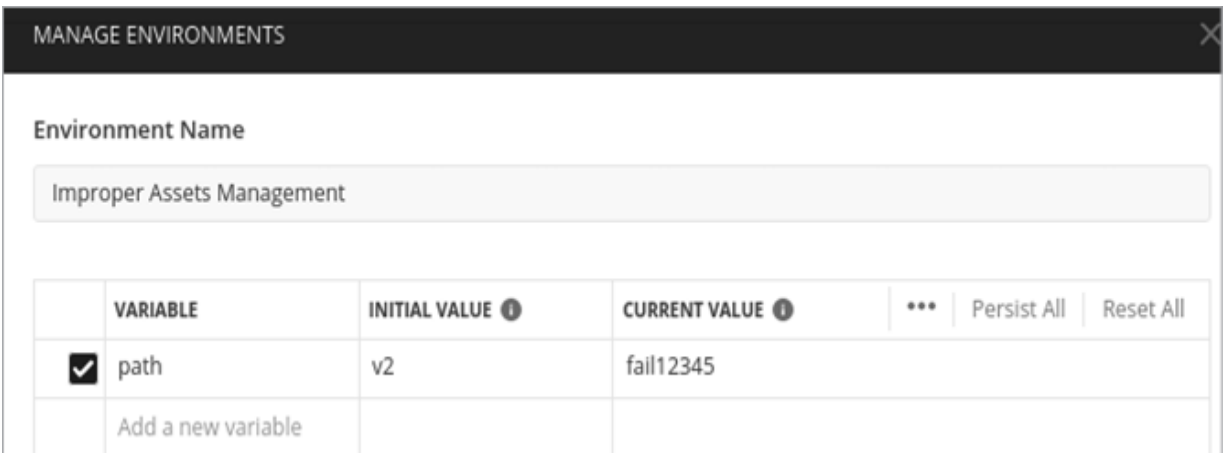 MANAGE ENVIRONMENTS
Environment Name
Improper Assets Management
VARIABLE INITIAL VALUE CURRENT VALUE ••• Persist All Reset All
path v2 fail12345
Add a new variable